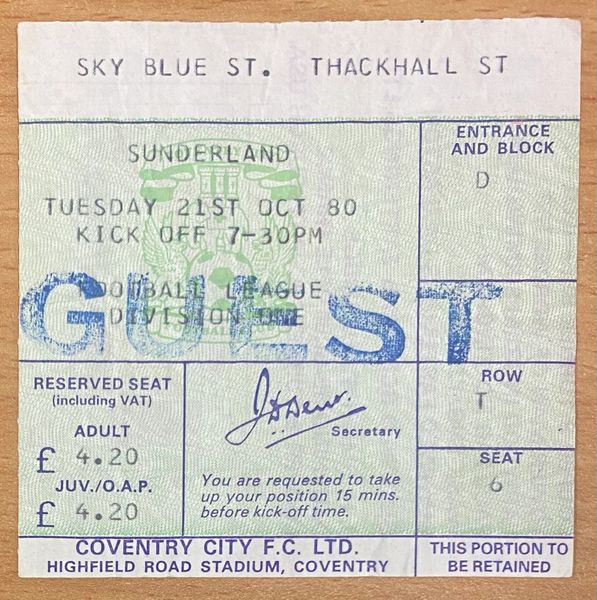 SKY BLUE ST. THACKHALL ST
SUNDERLAND
TUESDAY 21ST OCT 80
KICK OFF 7-30PM
FOOTBALL LEAGUE
DIVISION ONE
GUEST
ENTRANCE
AND BLOCK
D
RESERVED SEAT
(including VAT)
ADULT
£ 4.20
JUV./O.A.P.
£ 4.20
Secretary
You are requested to take
up your position 15 mins.
before kick-off time.
ROW
T
SEAT
6
COVENTRY CITY F.C. LTD.
HIGHFIELD ROAD STADIUM, COVENTRY
THIS PORTION TO
BE RETAINED